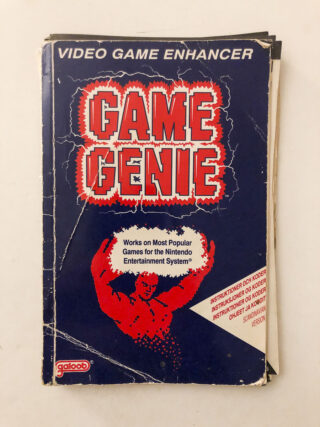 VIDEO GAME ENHANCER
GAME
GENIE™
Works on Most Popular
Games for the Nintendo
Entertainment System®
INSTRUKTIONER OCH KODER
INSTRUKSJONER OG KODER
INSTRUKTIONER OG KODER
OHJEET JA KOODIT
SCANDINAVIAN
VERSION
galoob®